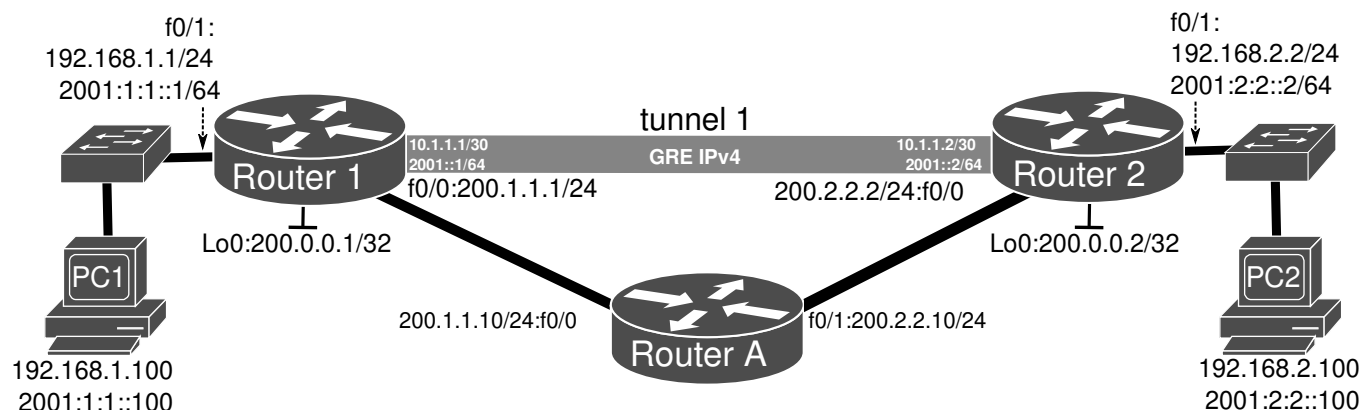 f0/1:
192.168.1.1/24
2001:1:1::1/64
f0/1:
192.168.2.2/24
2001:2:2::2/64
tunnel 1
10.1.1.1/30
10.1.1.2/30
GRE IPv4
2001::1/64
2001::2/64
Router 1
Router 2
f0/0:200.1.1.1/24
200.2.2.2/24:f0/0
Lo0:200.0.0.1/32
Lo0:200.0.0.2/32
PC1
PC2
200.1.1.10/24:f0/0
f0/1:200.2.2.10/24
Router A
192.168.1.100
2001:1:1::100
192.168.2.100
2001:2:2::100